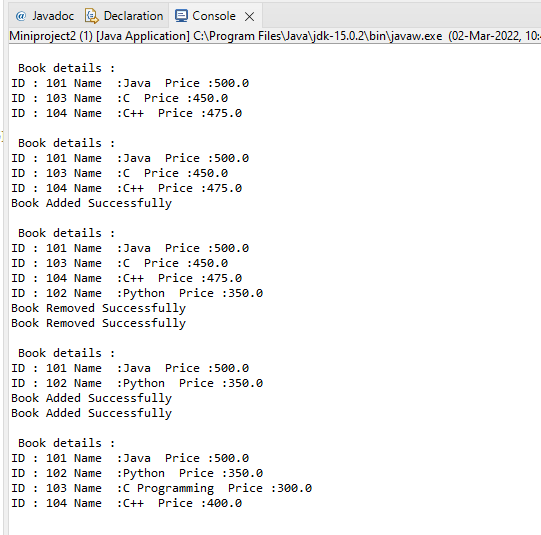 @ Javadoc Declaration Console
Miniproject2 (1) [Java Application] C:\Program Files\Java\jdk-15.0.2\bin\javaw.exe (02-Mar-2022, 10:
Book details :
ID : 101 Name  :Java  Price :500.0
ID : 103 Name  :C  Price :450.0
ID : 104 Name  :C++  Price :475.0
Book details :
ID : 101 Name  :Java  Price :500.0
ID : 103 Name  :C  Price :450.0
ID : 104 Name  :C++  Price :475.0
Book Added Successfully
Book details :
ID : 101 Name  :Java  Price :500.0
ID : 103 Name  :C  Price :450.0
ID : 104 Name  :C++  Price :475.0
ID : 102 Name  :Python  Price :350.0
Book Removed Successfully
Book Removed Successfully
Book details :
ID : 101 Name  :Java  Price :500.0
ID : 102 Name  :Python  Price :350.0
Book Added Successfully
Book Added Successfully
Book details :
ID : 101 Name  :Java  Price :500.0
ID : 102 Name  :Python  Price :350.0
ID : 103 Name  :C Programming  Price :300.0
ID : 104 Name  :C++  Price :400.0